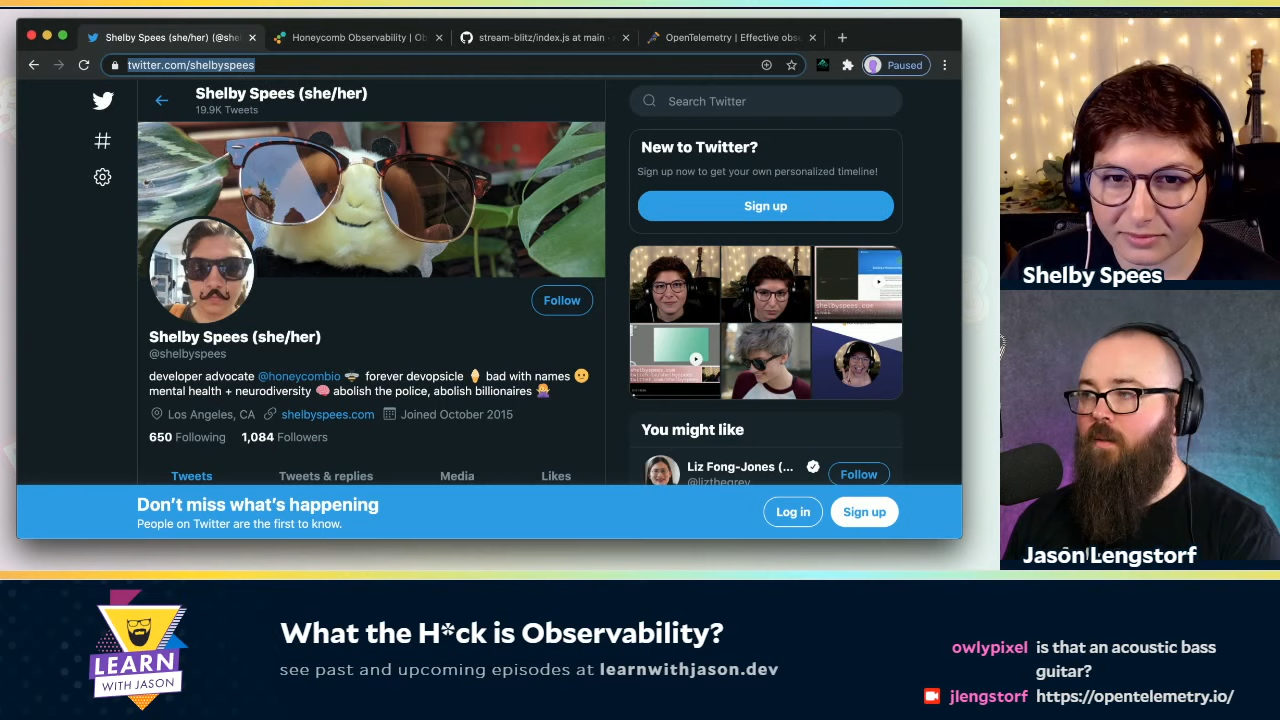 Shelby Spees (she/her) (@she
Honeycomb Observability | Ob
stream-blitz/index.js at main ·
OpenTelemetry | Effective obs
twitter.com/shelbyspees
Paused
Shelby Spees (she/her)
19.9K Tweets
Follow
Shelby Spees (she/her)
@shelbyspees
developer advocate @honeycombio 🐝 forever devopsicle 🍦 bad with names 😕
mental health + neurodiversity 🧠 abolish the police, abolish billionaires 🙅
Los Angeles, CA shelbyspees.com Joined October 2015
650 Following 1,084 Followers
Tweets Tweets & replies Media Likes
Search Twitter
New to Twitter?
Sign up now to get your own personalized timeline!
Sign up
You might like
Liz Fong-Jones (...
@lizthegrey
Follow
Don't miss what's happening
People on Twitter are the first to know.
Log in
Sign up
Shelby Spees
Jason Lengstorf
LEARN
WITH JASON
What the H*ck is Observability?
see past and upcoming episodes at learnwithjason.dev
owlypixel is that an acoustic bass
guitar?
jlengstorf https://opentelemetry.io/